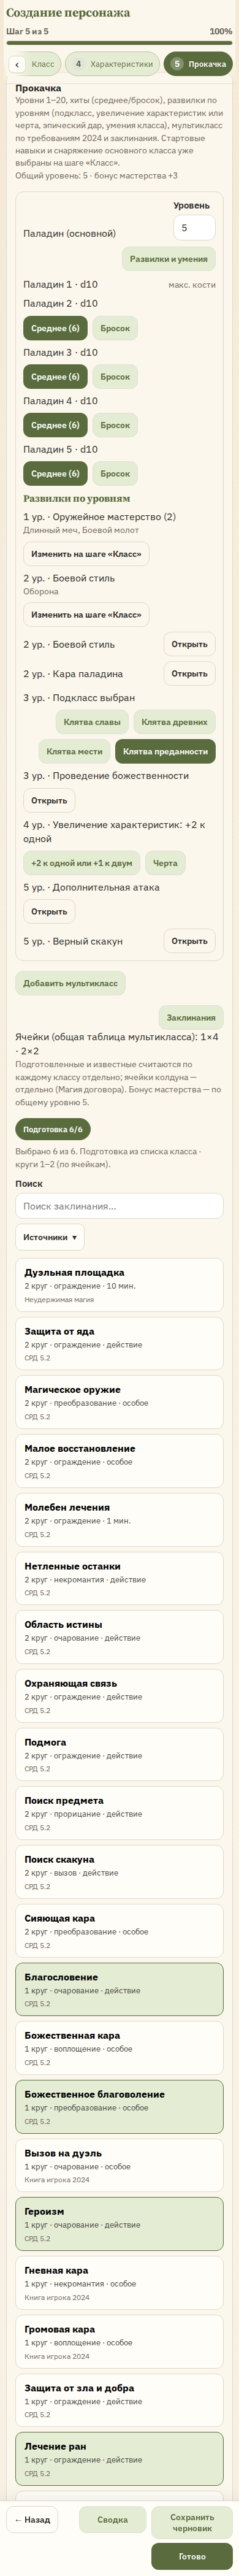 Создание персонажа
Шаг 5 из 5 100%
‹ Класс 4 Характеристики 5 Прокачка
Прокачка
Уровни 1–20, хиты (среднее/бросок), развилки по
уровням (подкласс, увеличение характеристик или
черта, эпический дар, умения класса), мультикласс
по требованиям 2024 и заклинания. Стартовые
навыки и снаряжение основного класса уже
выбраны на шаге «Класс».
Общий уровень: 5 · бонус мастерства +3
Уровень
Паладин (основной) 5
Развилки и умения
Паладин 1 · d10 макс. кости
Паладин 2 · d10
Среднее (6) Бросок
Паладин 3 · d10
Среднее (6) Бросок
Паладин 4 · d10
Среднее (6) Бросок
Паладин 5 · d10
Среднее (6) Бросок
Развилки по уровням
1 ур. · Оружейное мастерство (2)
Длинный меч, Боевой молот
Изменить на шаге «Класс»
2 ур. · Боевой стиль
Оборона
Изменить на шаге «Класс»
2 ур. · Боевой стиль Открыть
2 ур. · Кара паладина Открыть
3 ур. · Подкласс выбран
Клятва славы Клятва древних
Клятва мести Клятва преданности
3 ур. · Проведение божественности
Открыть
4 ур. · Увеличение характеристик: +2 к
одной
+2 к одной или +1 к двум Черта
5 ур. · Дополнительная атака
Открыть
5 ур. · Верный скакун Открыть
Добавить мультикласс
Заклинания
Ячейки (общая таблица мультикласса): 1×4
· 2×2
Подготовленные и известные считаются по
каждому классу отдельно; ячейки колдуна —
отдельно (Магия договора). Бонус мастерства — по
общему уровню 5.
Подготовка 6/6
Выбрано 6 из 6. Подготовка из списка класса ·
круги 1–2 (по ячейкам).
Поиск
Поиск заклинания…
Источники ▾
Дуэльная площадка
2 круг · ограждение · 10 мин.
Неудержимая магия
Защита от яда
2 круг · ограждение · действие
СРД 5.2
Магическое оружие
2 круг · преобразование · особое
СРД 5.2
Малое восстановление
2 круг · ограждение · особое
СРД 5.2
Молебен лечения
2 круг · ограждение · 1 мин.
СРД 5.2
Нетленные останки
2 круг · некромантия · действие
СРД 5.2
Область истины
2 круг · очарование · действие
СРД 5.2
Охраняющая связь
2 круг · ограждение · действие
СРД 5.2
Подмога
2 круг · ограждение · действие
СРД 5.2
Поиск предмета
2 круг · прорицание · действие
СРД 5.2
Поиск скакуна
2 круг · вызов · действие
СРД 5.2
Сияющая кара
2 круг · преобразование · особое
СРД 5.2
Благословение
1 круг · очарование · действие
СРД 5.2
Божественная кара
1 круг · воплощение · особое
СРД 5.2
Божественное благоволение
1 круг · преобразование · особое
СРД 5.2
Вызов на дуэль
1 круг · очарование · особое
Книга игрока 2024
Героизм
1 круг · очарование · действие
СРД 5.2
Гневная кара
1 круг · некромантия · особое
Книга игрока 2024
Громовая кара
1 круг · воплощение · особое
Книга игрока 2024
Защита от зла и добра
1 круг · ограждение · действие
СРД 5.2
Лечение ран
1 круг · ограждение · действие
СРД 5.2
← Назад Сводка Сохранить
черновик
Готово